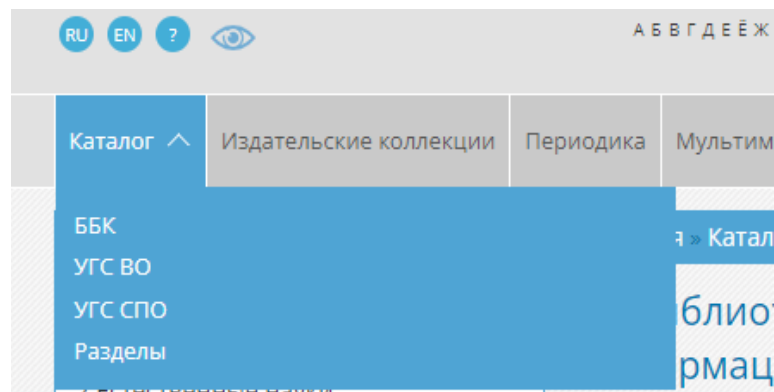 RU EN ?
А Б В Г Д Е Ё Ж
Каталог Издательские коллекции Периодика
ББК
УГС ВО
УГС СПО
Разделы
»